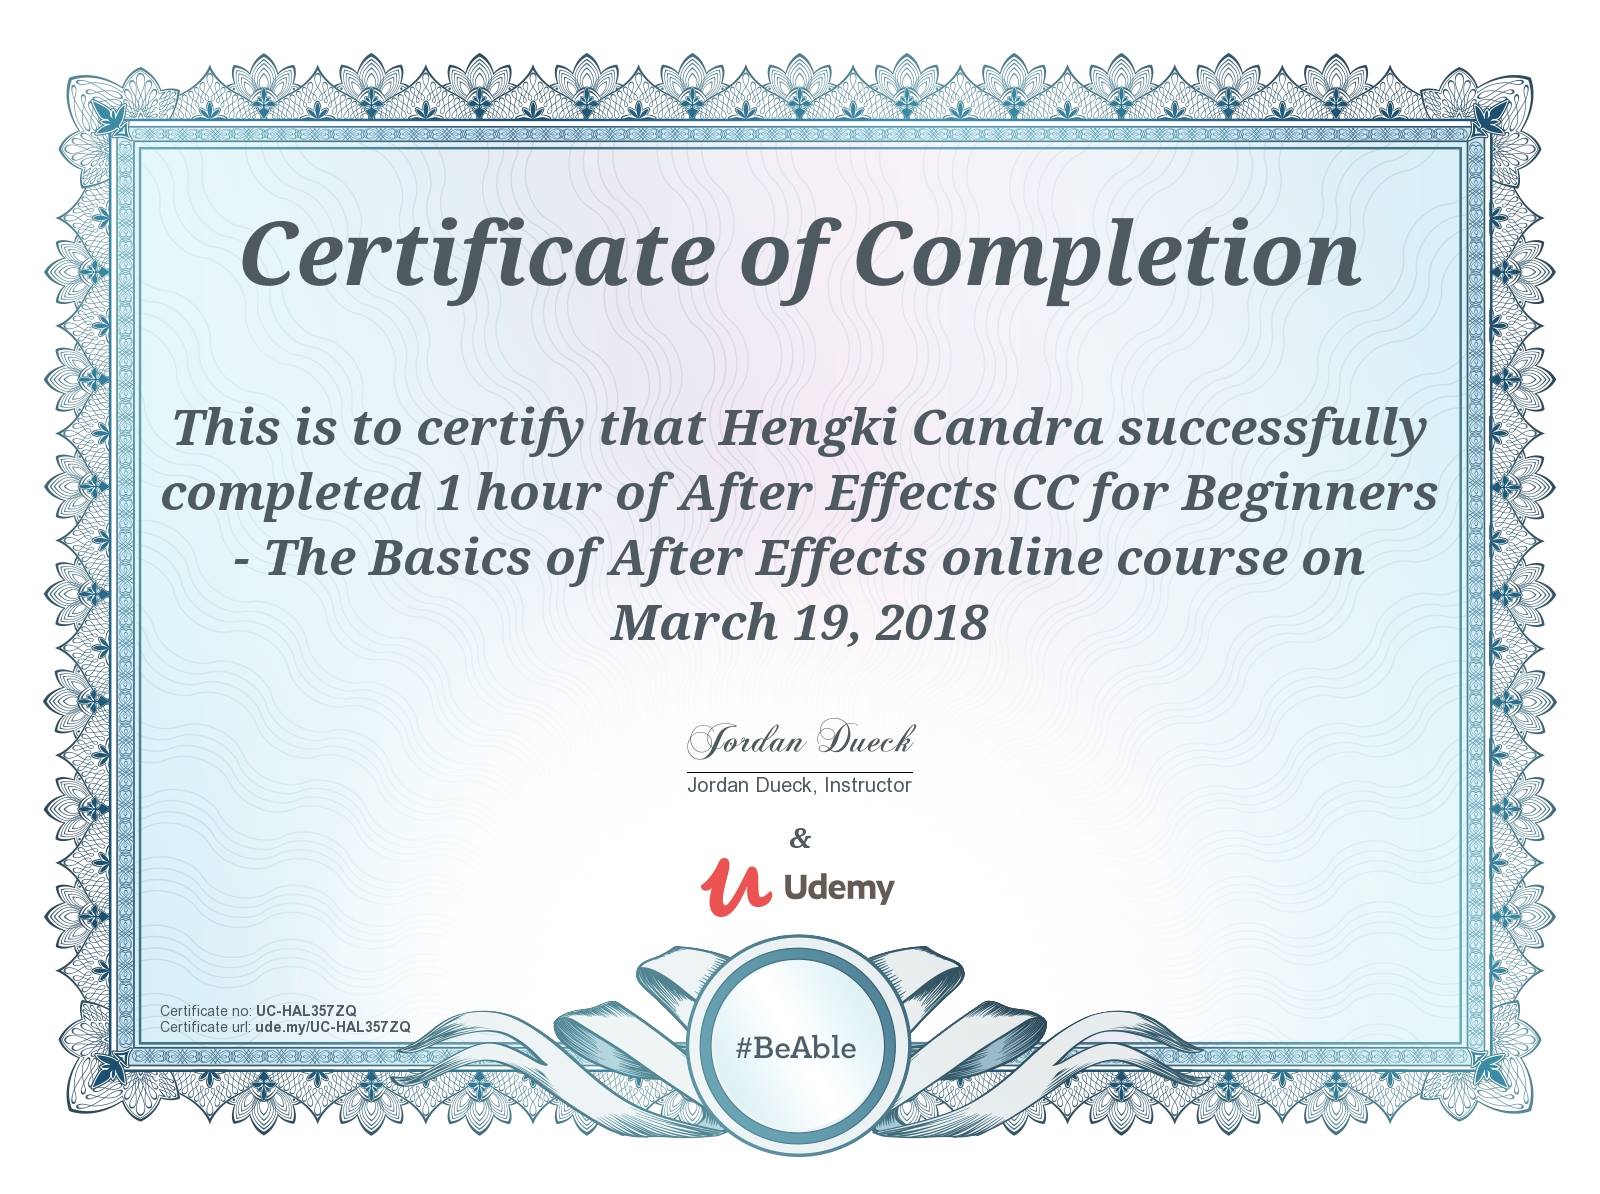 Certificate of Completion
This is to certify that Hengki Candra successfully
completed 1 hour of After Effects CC for Beginners
- The Basics of After Effects online course on
March 19, 2018
Jordan Dueck
Jordan Dueck, Instructor
&
Udemy
Certificate no: UC-HAL357ZQ
Certificate url: ude.my/UC-HAL357ZQ
#BeAble